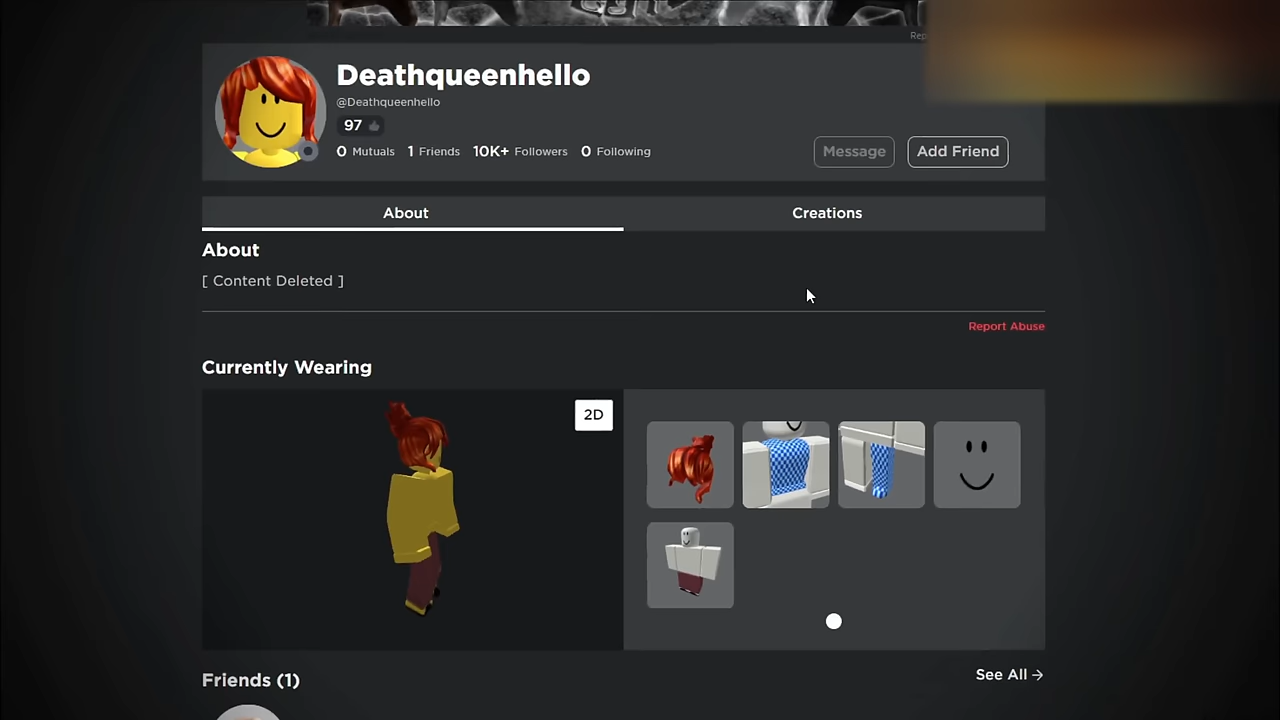 Rep
Deathqueenhello
@Deathqueenhello
97
0 Mutuals 1 Friends 10K+ Followers 0 Following
Message Add Friend
About Creations
About
[ Content Deleted ]
Report Abuse
Currently Wearing
2D
Friends (1)
See All →